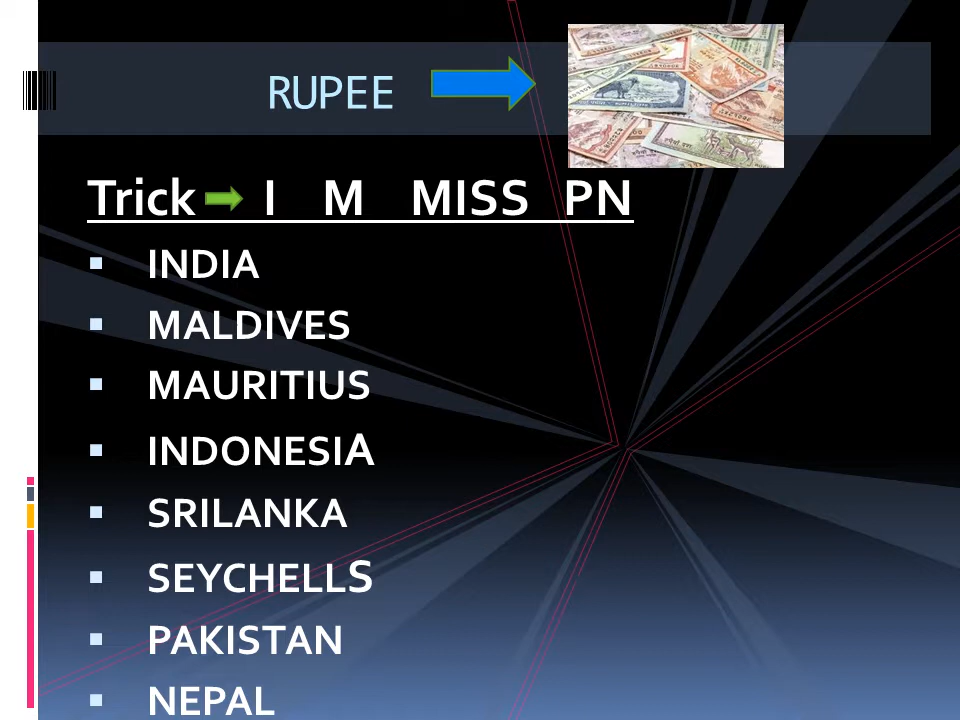 RUPEE
Trick I M MISS PN
INDIA
MALDIVES
MAURITIUS
INDONESIA
SRILANKA
SEYCHELLS
PAKISTAN
NEPAL